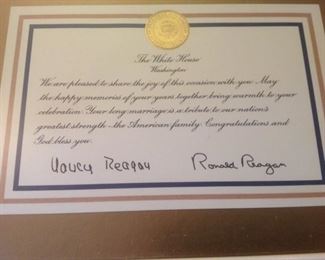 The White House
Washington
We are pleased to share the joy of this occasion with you. May
the happy memories of your years together bring warmth to your
celebration. Your long marriage is a tribute to our nation's
greatest strength - the American family. Congratulations and
God bless you.
Nancy Reagan Ronald Reagan